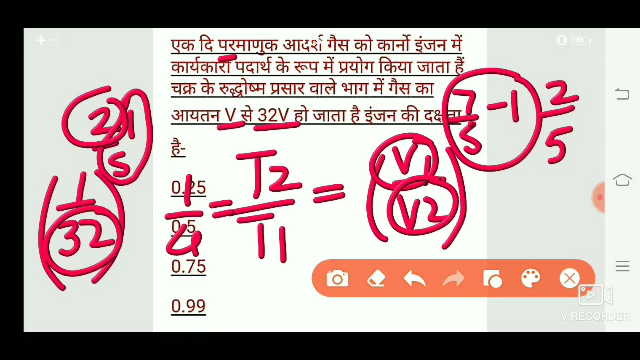 एक दि परमाणुक आदर्श गैस को कार्नो इंजन में
कार्यकारी पदार्थ के रूप में प्रयोग किया जाता हैं
चक्र के रुद्धोष्म प्रसार वाले भाग में गैस का
आयतन V से 32V हो जाता है इंजन की दक्षता
है-
0.25
0.5
0.75
0.99
(1/32) 2/5 1
1/4 = T2/T1 = (V1/V2) 7/5 -1 2/5
V RECORDER